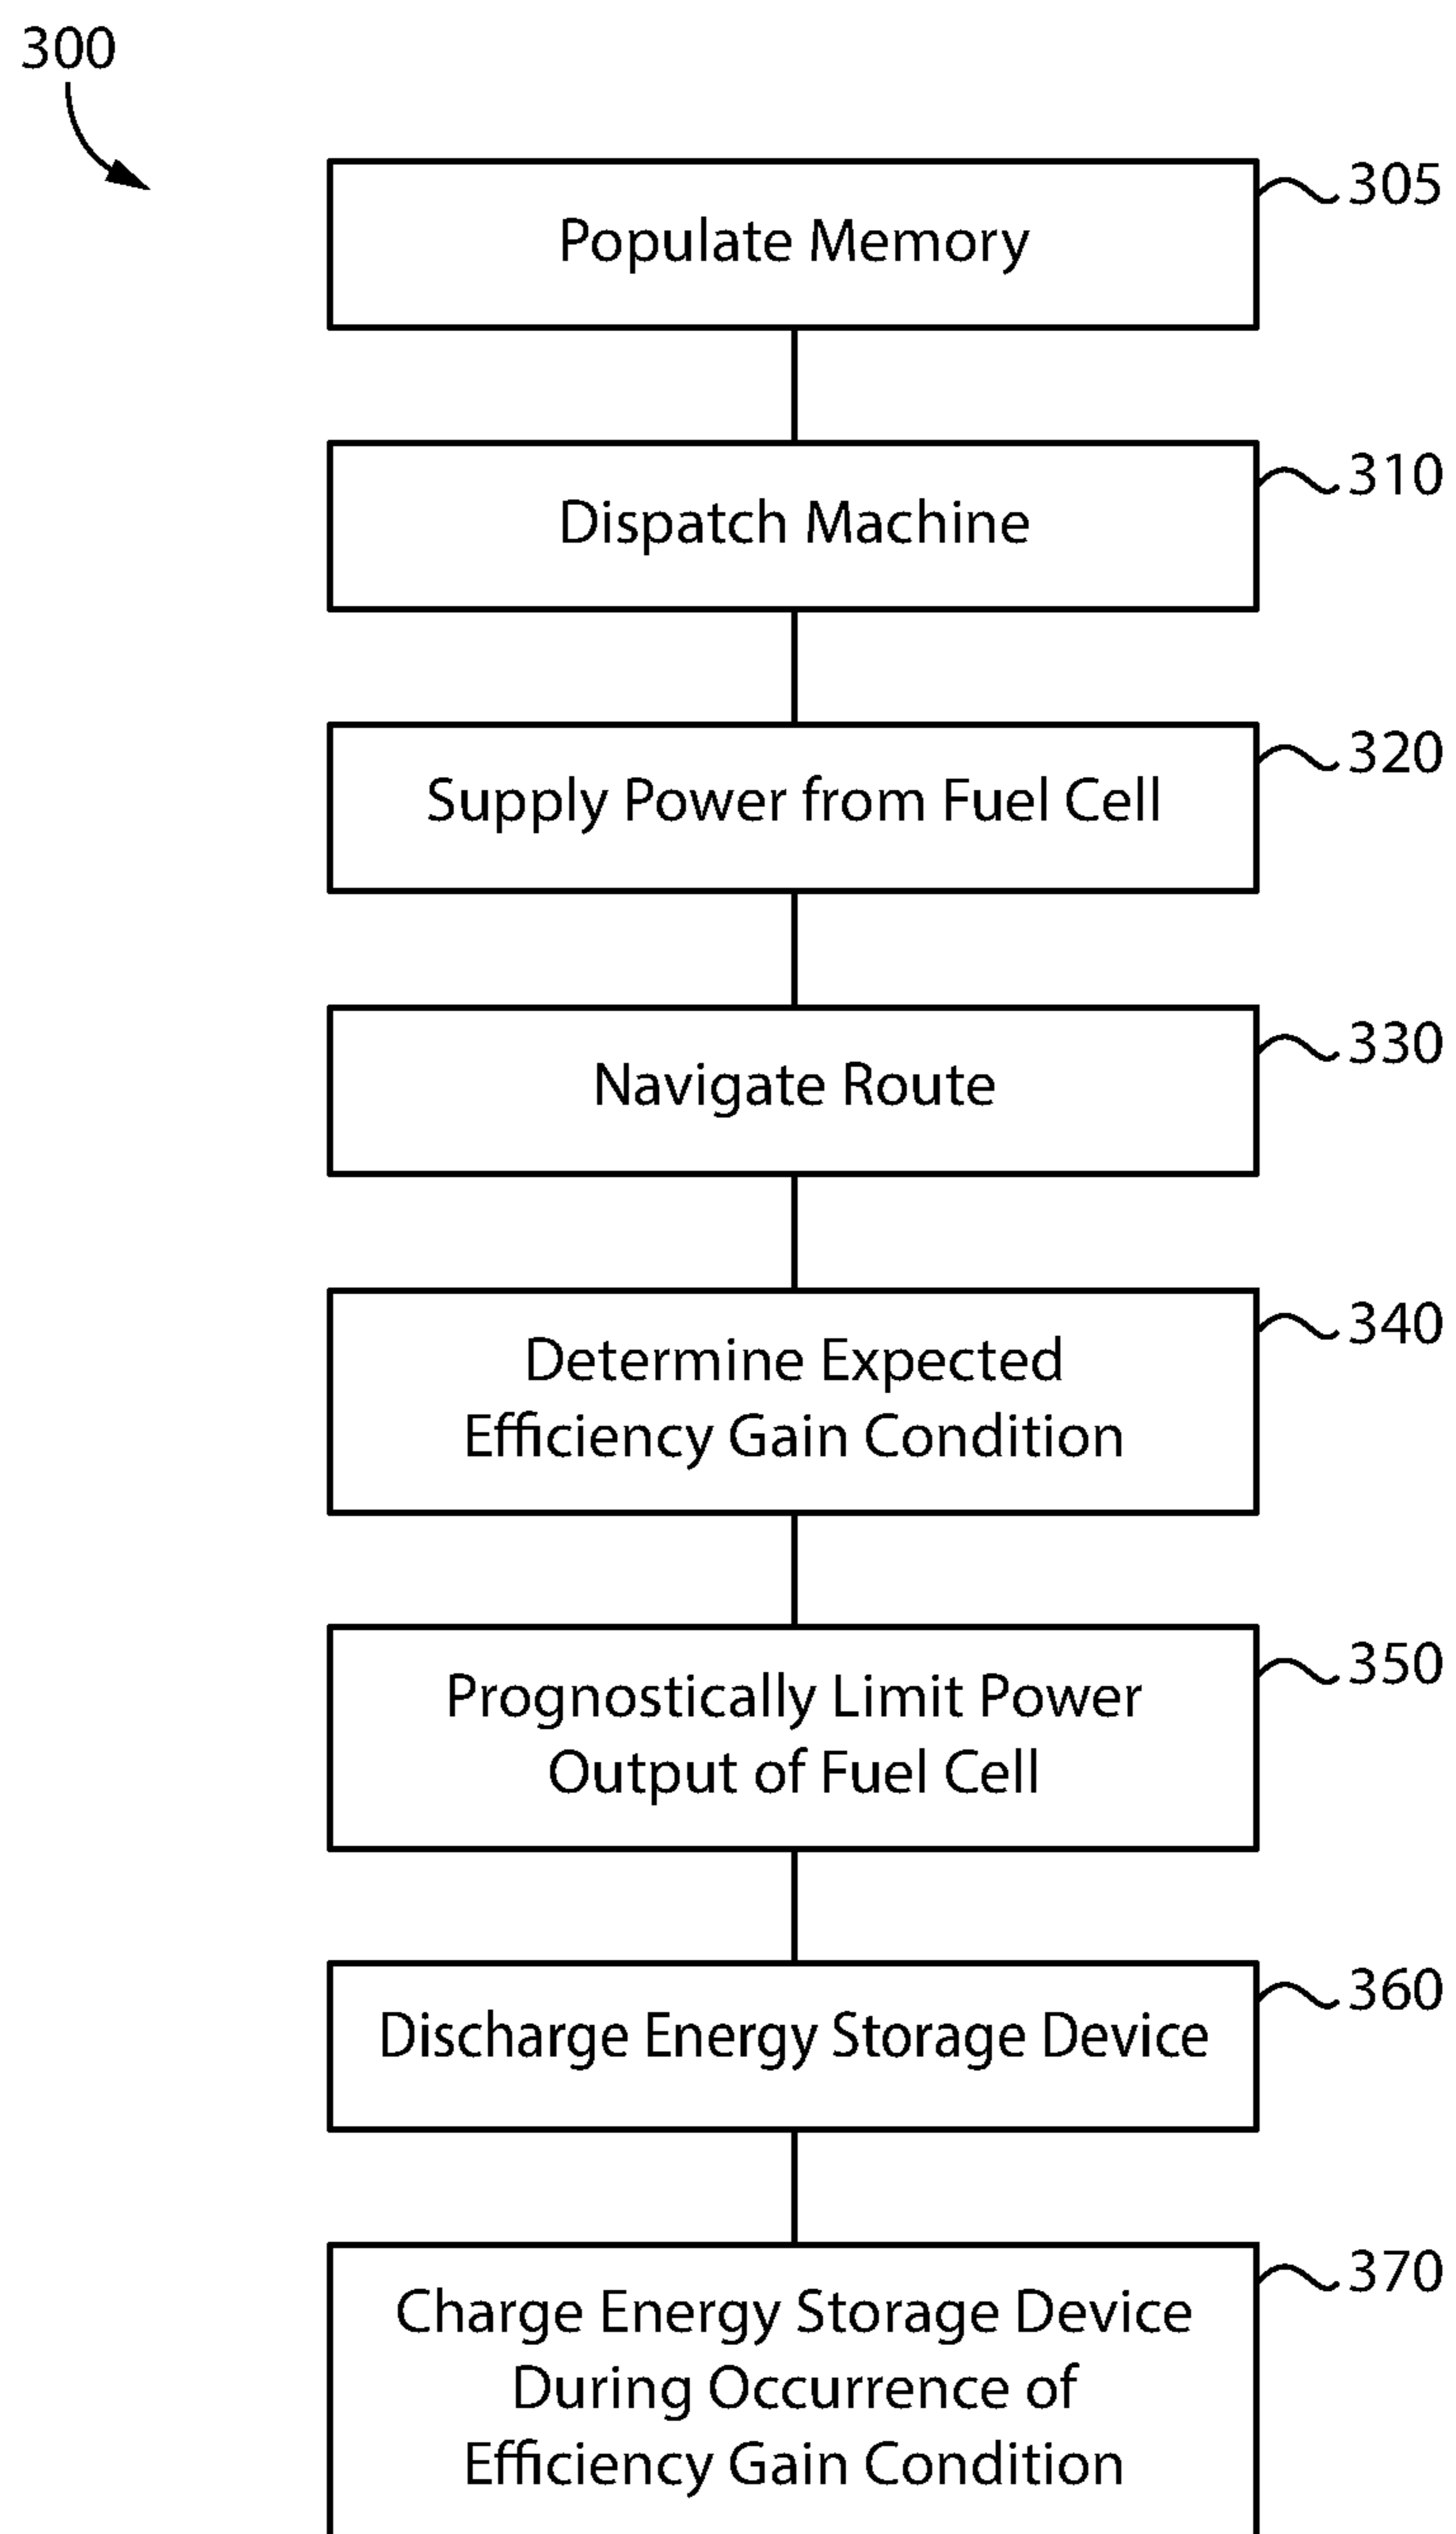 300
Populate Memory
305
Dispatch Machine
310
Supply Power from Fuel Cell
320
Navigate Route
330
Determine Expected
Efficiency Gain Condition
340
Prognostically Limit Power
Output of Fuel Cell
350
Discharge Energy Storage Device
360
Charge Energy Storage Device
During Occurrence of
Efficiency Gain Condition
370